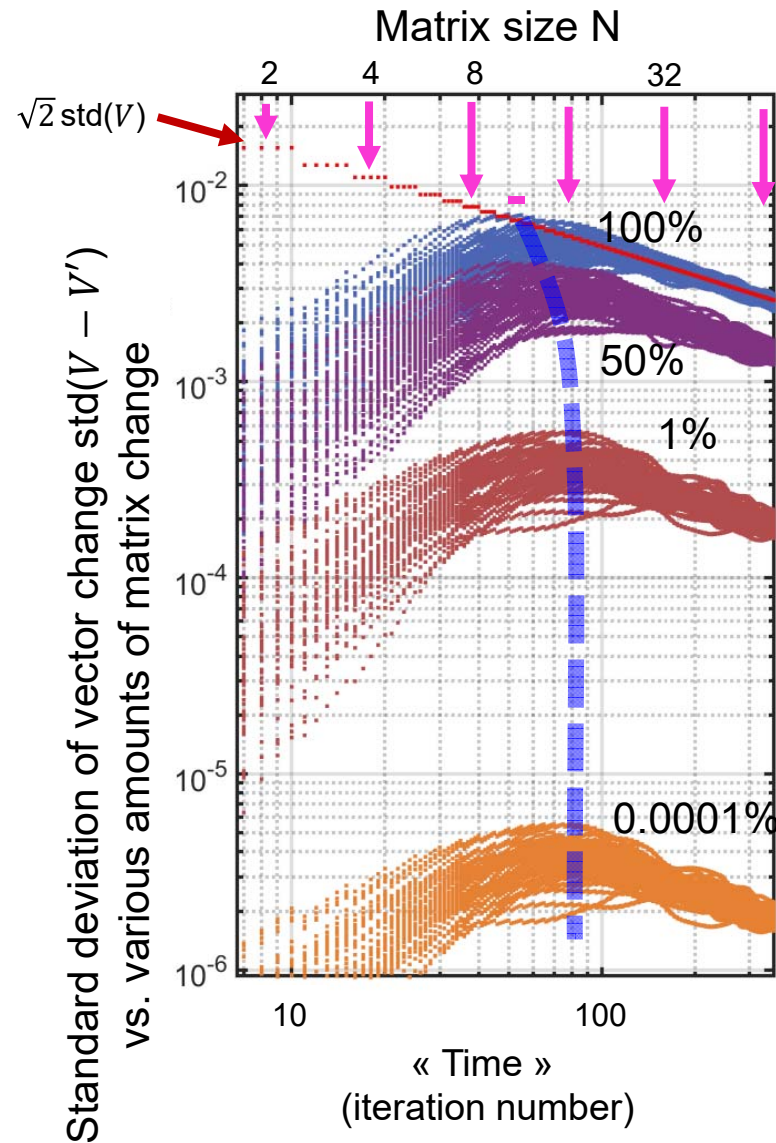 Matrix size N
2 4 8 32
√2 std(V)
10⁻²
100%
50%
10⁻³
1%
10⁻⁴
10⁻⁵
0.0001%
10⁻⁶
Standard deviation of vector change std(V − V′)
vs. various amounts of matrix change
10 100
« Time »
(iteration number)